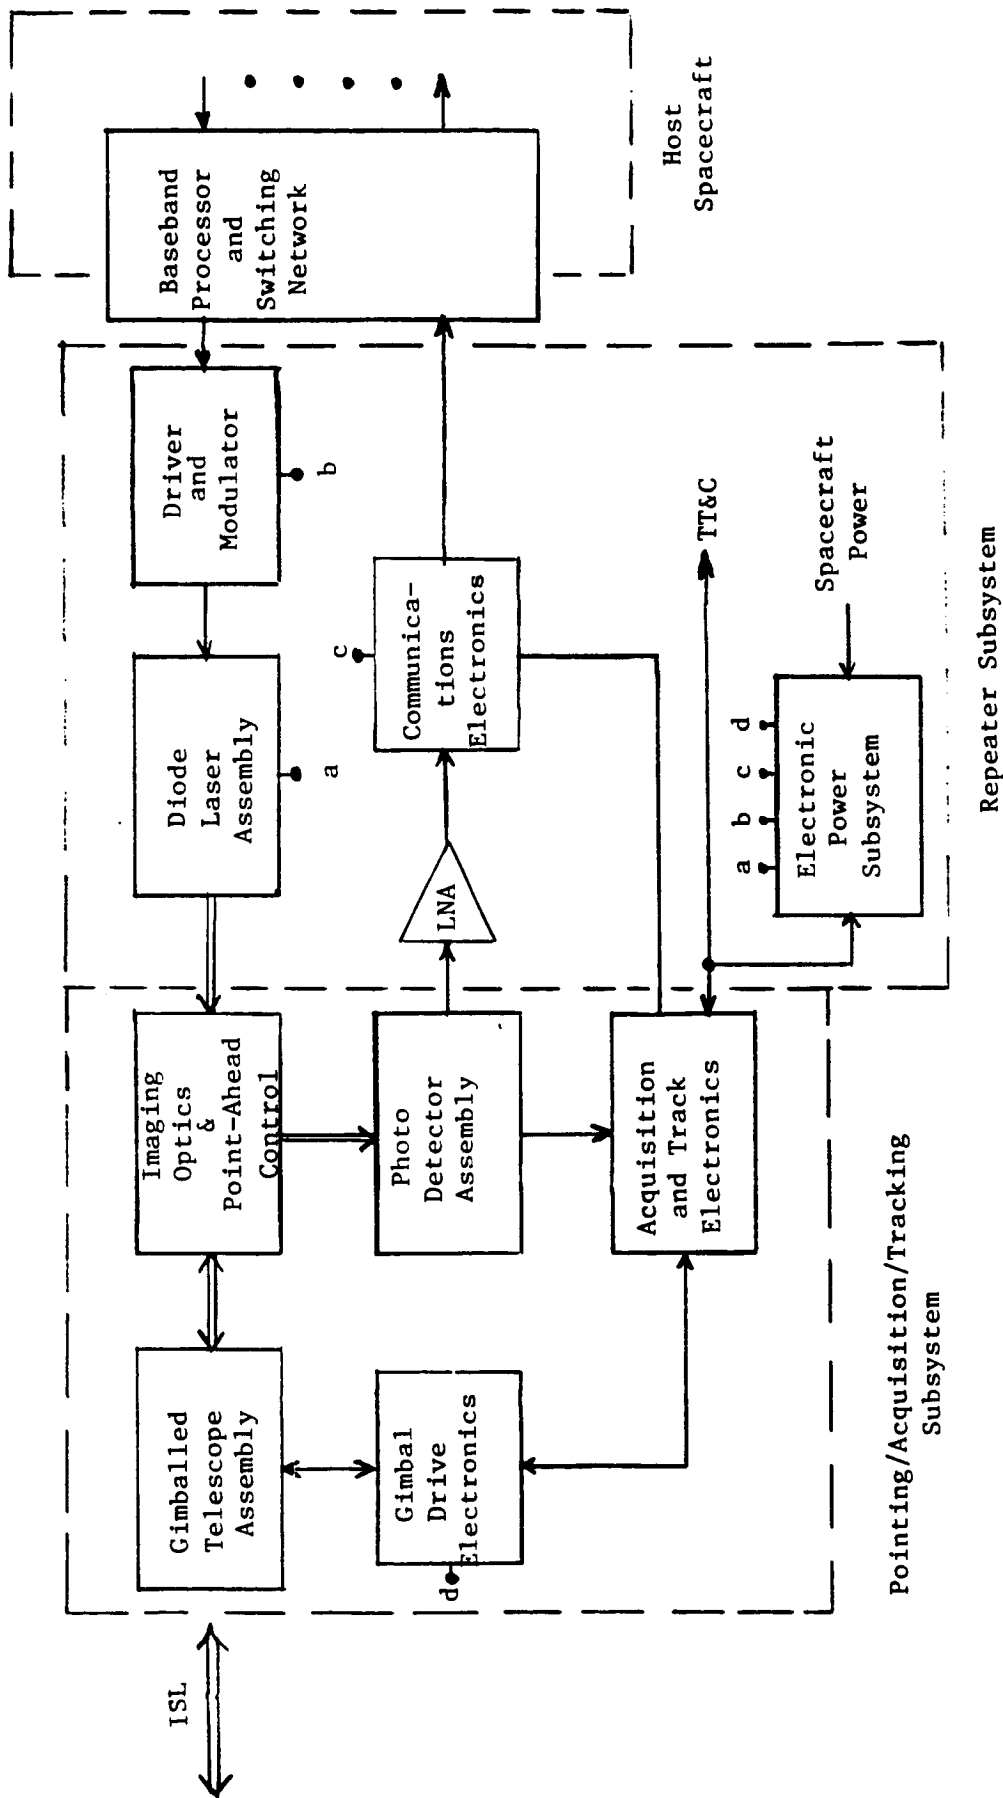 ISL
Gimballed
Telescope
Assembly
Imaging
Optics
&
Point-Ahead
Control
Diode
Laser
Assembly
a
Driver
and
Modulator
b
Baseband
Processor
and
Switching
Network
Host
Spacecraft
d
Gimbal
Drive
Electronics
Photo
Detector
Assembly
LNA
c
Communica-
tions
Electronics
Acquisition
and Track
Electronics
TT&C
a b c d
Electronic
Power
Subsystem
Spacecraft
Power
Pointing/Acquisition/Tracking
Subsystem
Repeater Subsystem